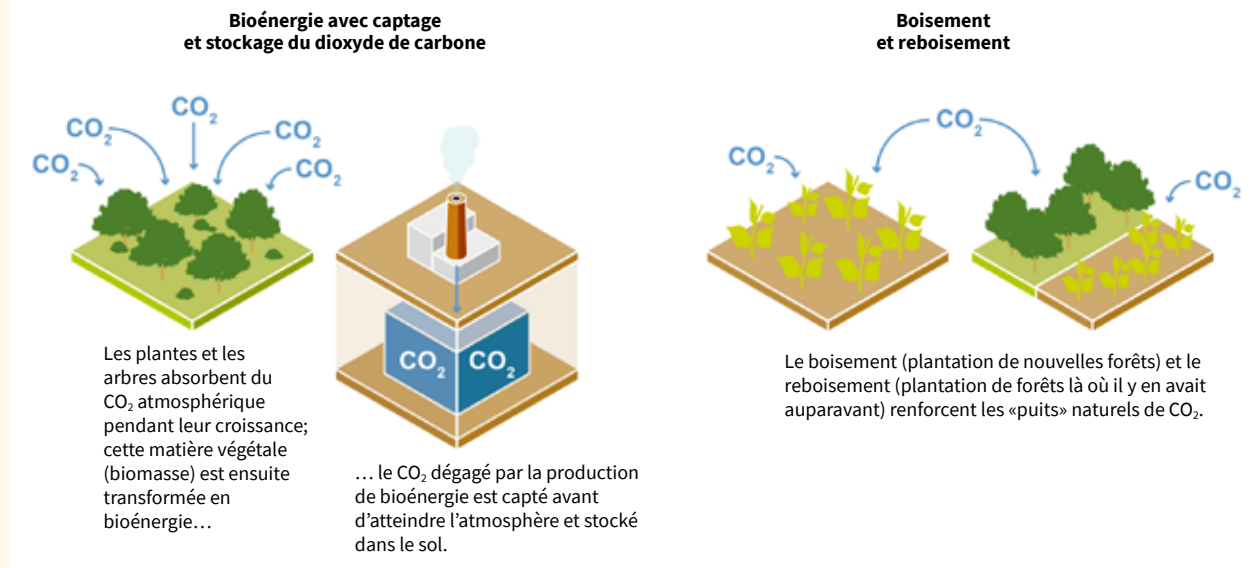 Bioénergie avec captage
et stockage du dioxyde de carbone
CO₂
CO₂
CO₂
CO₂
CO₂
CO₂
CO₂
Les plantes et les
arbres absorbent du
CO₂ atmosphérique
pendant leur croissance;
cette matière végétale
(biomasse) est ensuite
transformée en
bioénergie…
… le CO₂ dégagé par la production
de bioénergie est capté avant
d’atteindre l’atmosphère et stocké
dans le sol.
Boisement
et reboisement
CO₂
CO₂
CO₂
Le boisement (plantation de nouvelles forêts) et le
reboisement (plantation de forêts là où il y en avait
auparavant) renforcent les «puits» naturels de CO₂.